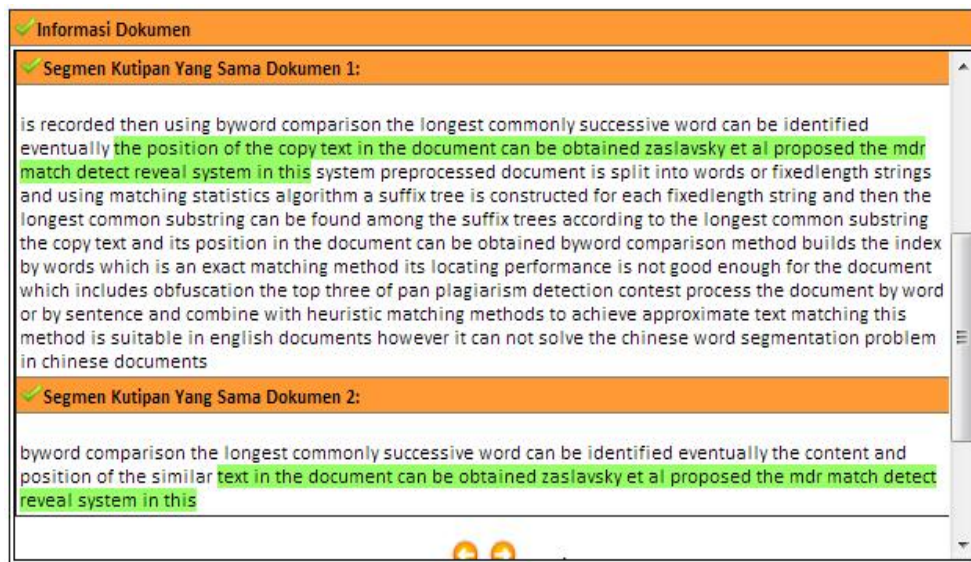 Informasi Dokumen
Segmen Kutipan Yang Sama Dokumen 1:
is recorded then using byword comparison the longest commonly successive word can be identified
eventually the position of the copy text in the document can be obtained zaslavsky et al proposed the mdr
match detect reveal system in this system preprocessed document is split into words or fixedlength strings
and using matching statistics algorithm a suffix tree is constructed for each fixedlength string and then the
longest common substring can be found among the suffix trees according to the longest common substring
the copy text and its position in the document can be obtained byword comparison method builds the index
by words which is an exact matching method its locating performance is not good enough for the document
which includes obfuscation the top three of pan plagiarism detection contest process the document by word
or by sentence and combine with heuristic matching methods to achieve approximate text matching this
method is suitable in english documents however it can not solve the chinese word segmentation problem
in chinese documents
Segmen Kutipan Yang Sama Dokumen 2:
byword comparison the longest commonly successive word can be identified eventually the content and
position of the similar text in the document can be obtained zaslavsky et al proposed the mdr match detect
reveal system in this